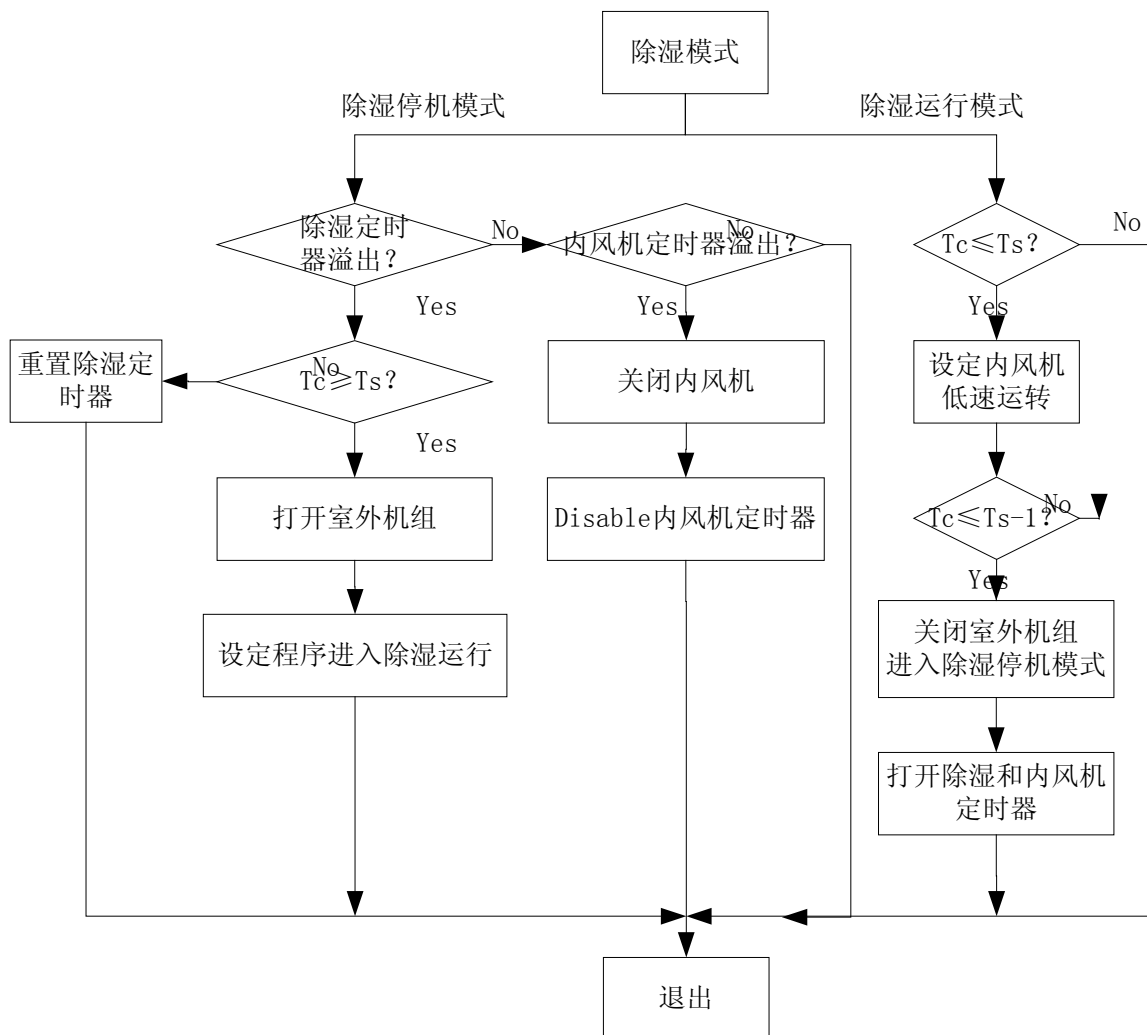 除湿模式
除湿停机模式
除湿运行模式
除湿定时
器溢出?
No
内风机定时器溢出?
No
Tc≤Ts?
No
Yes
Yes
Yes
重置除湿定
时器
No
Tc≥Ts?
关闭内风机
设定内风机
低速运转
Yes
打开室外机组
Disable内风机定时器
Tc≤Ts-1?
No
Yes
设定程序进入除湿运行
关闭室外机组
进入除湿停机模式
打开除湿和内风机
定时器
退出